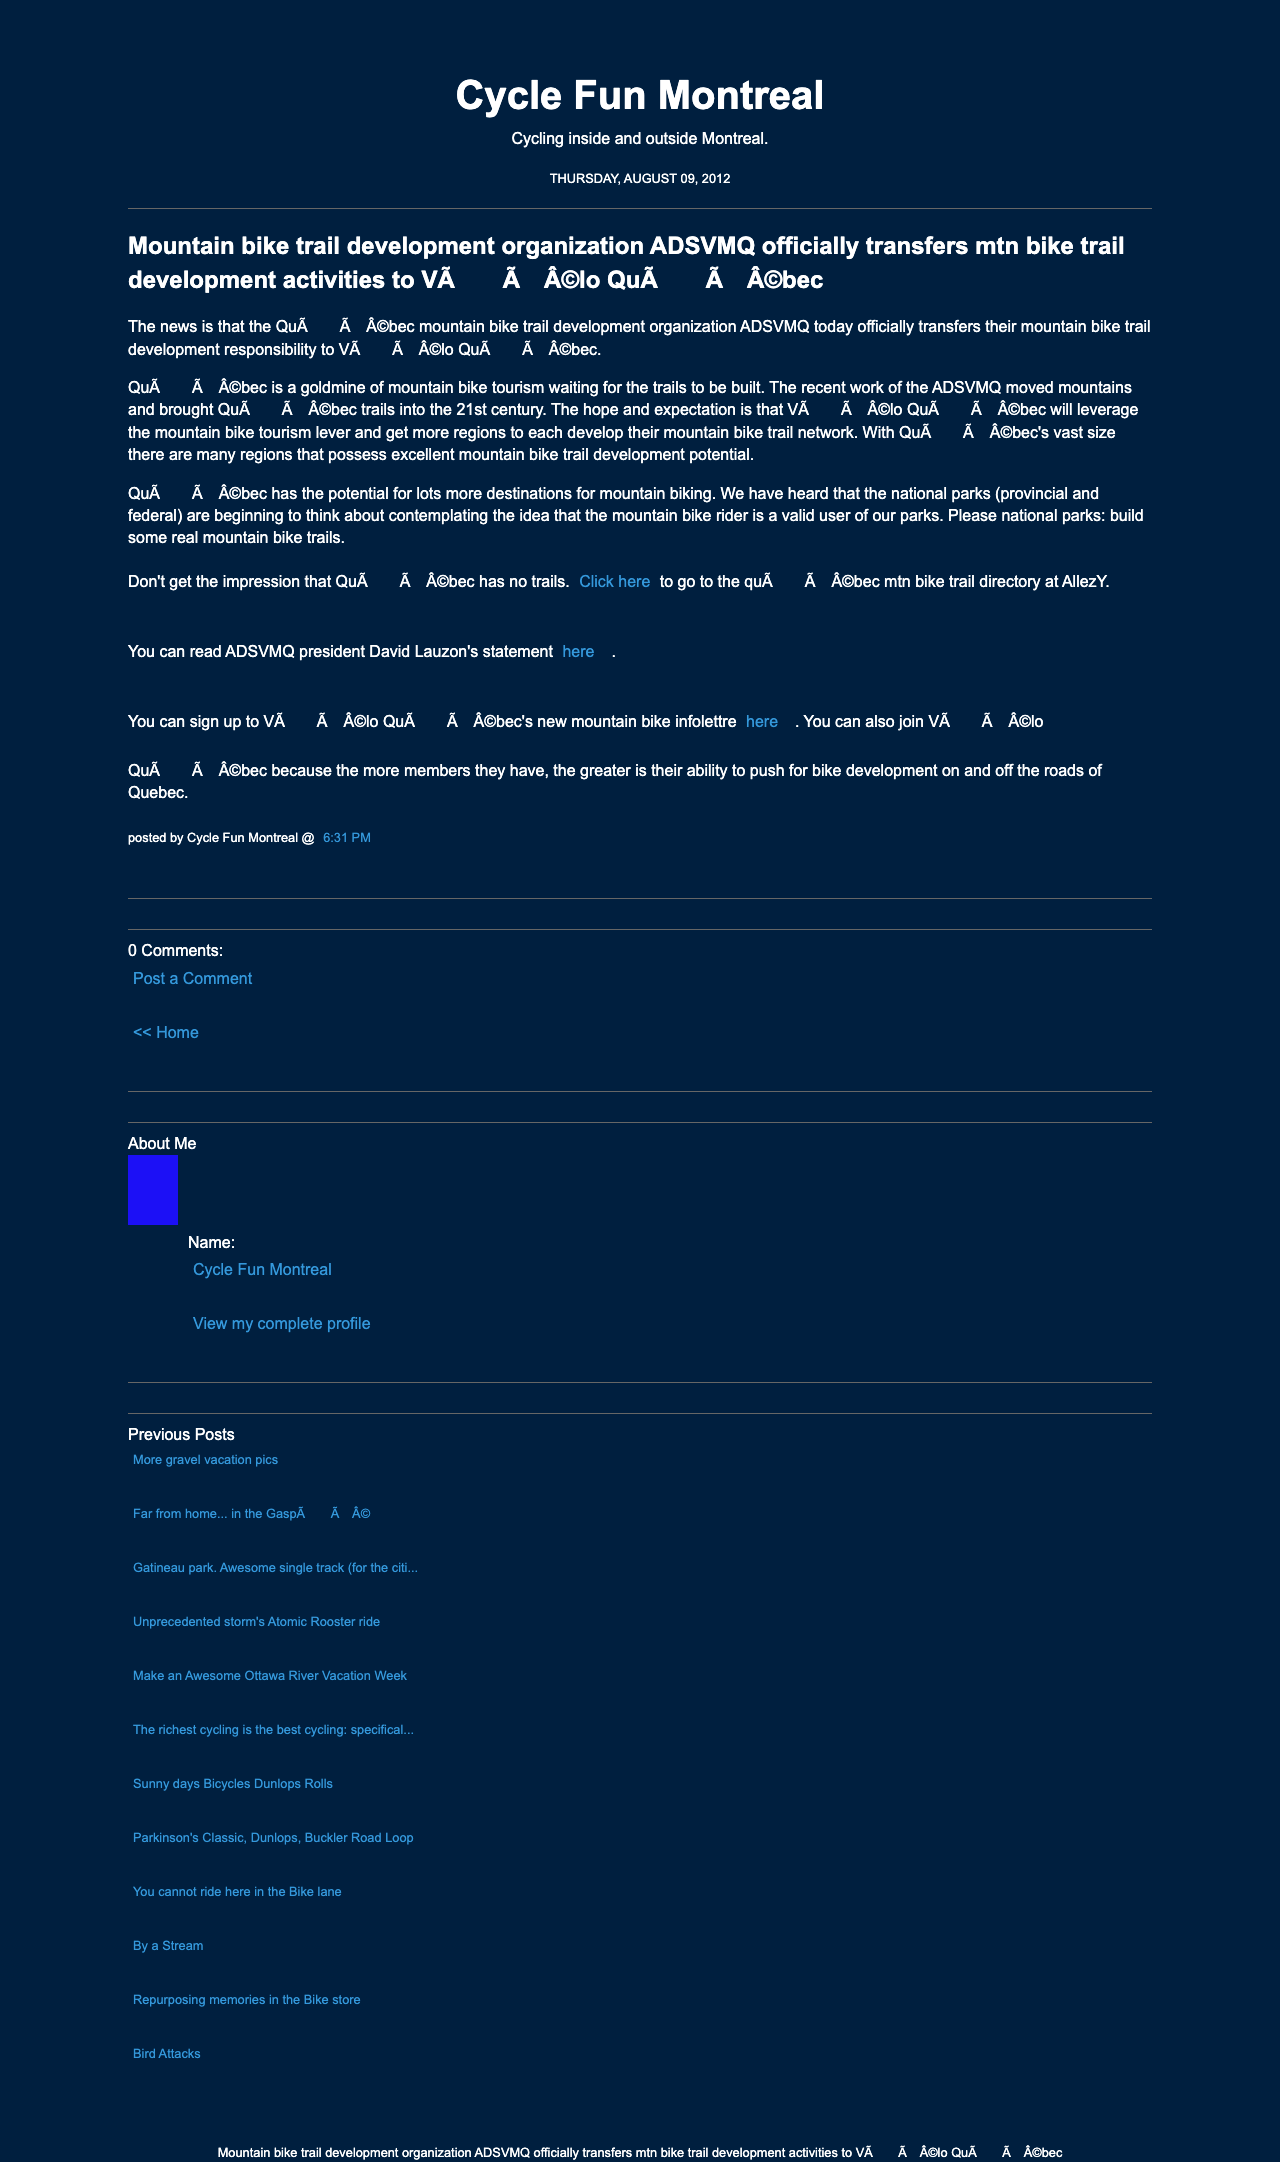 Cycle Fun Montreal
Cycling inside and outside Montreal.
THURSDAY, AUGUST 09, 2012
Mountain bike trail development organization ADSVMQ officially transfers mtn bike trail
development activities to VÃ Ã Â©lo QuÃ Ã Â©bec
The news is that the QuÃ Ã Â©bec mountain bike trail development organization ADSVMQ today officially transfers their mountain bike trail
development responsibility to VÃ Ã Â©lo QuÃ Ã Â©bec.
QuÃ Ã Â©bec is a goldmine of mountain bike tourism waiting for the trails to be built. The recent work of the ADSVMQ moved mountains
and brought QuÃ Ã Â©bec trails into the 21st century. The hope and expectation is that VÃ Ã Â©lo QuÃ Ã Â©bec will leverage
the mountain bike tourism lever and get more regions to each develop their mountain bike trail network. With QuÃ Ã Â©bec's vast size
there are many regions that possess excellent mountain bike trail development potential.
QuÃ Ã Â©bec has the potential for lots more destinations for mountain biking. We have heard that the national parks (provincial and
federal) are beginning to think about contemplating the idea that the mountain bike rider is a valid user of our parks. Please national parks: build
some real mountain bike trails.
Don't get the impression that QuÃ Ã Â©bec has no trails. Click here to go to the quÃ Ã Â©bec mtn bike trail directory at AllezY.
You can read ADSVMQ president David Lauzon's statement here .
You can sign up to VÃ Ã Â©lo QuÃ Ã Â©bec's new mountain bike infolettre here . You can also join VÃ Ã Â©lo
QuÃ Ã Â©bec because the more members they have, the greater is their ability to push for bike development on and off the roads of
Quebec.
posted by Cycle Fun Montreal @ 6:31 PM
0 Comments:
Post a Comment
<< Home
About Me
Name:
Cycle Fun Montreal
View my complete profile
Previous Posts
More gravel vacation pics
Far from home... in the GaspÃ Ã Â©
Gatineau park. Awesome single track (for the citi...
Unprecedented storm's Atomic Rooster ride
Make an Awesome Ottawa River Vacation Week
The richest cycling is the best cycling: specifical...
Sunny days Bicycles Dunlops Rolls
Parkinson's Classic, Dunlops, Buckler Road Loop
You cannot ride here in the Bike lane
By a Stream
Repurposing memories in the Bike store
Bird Attacks
Mountain bike trail development organization ADSVMQ officially transfers mtn bike trail development activities to VÃ Ã Â©lo QuÃ Ã Â©bec